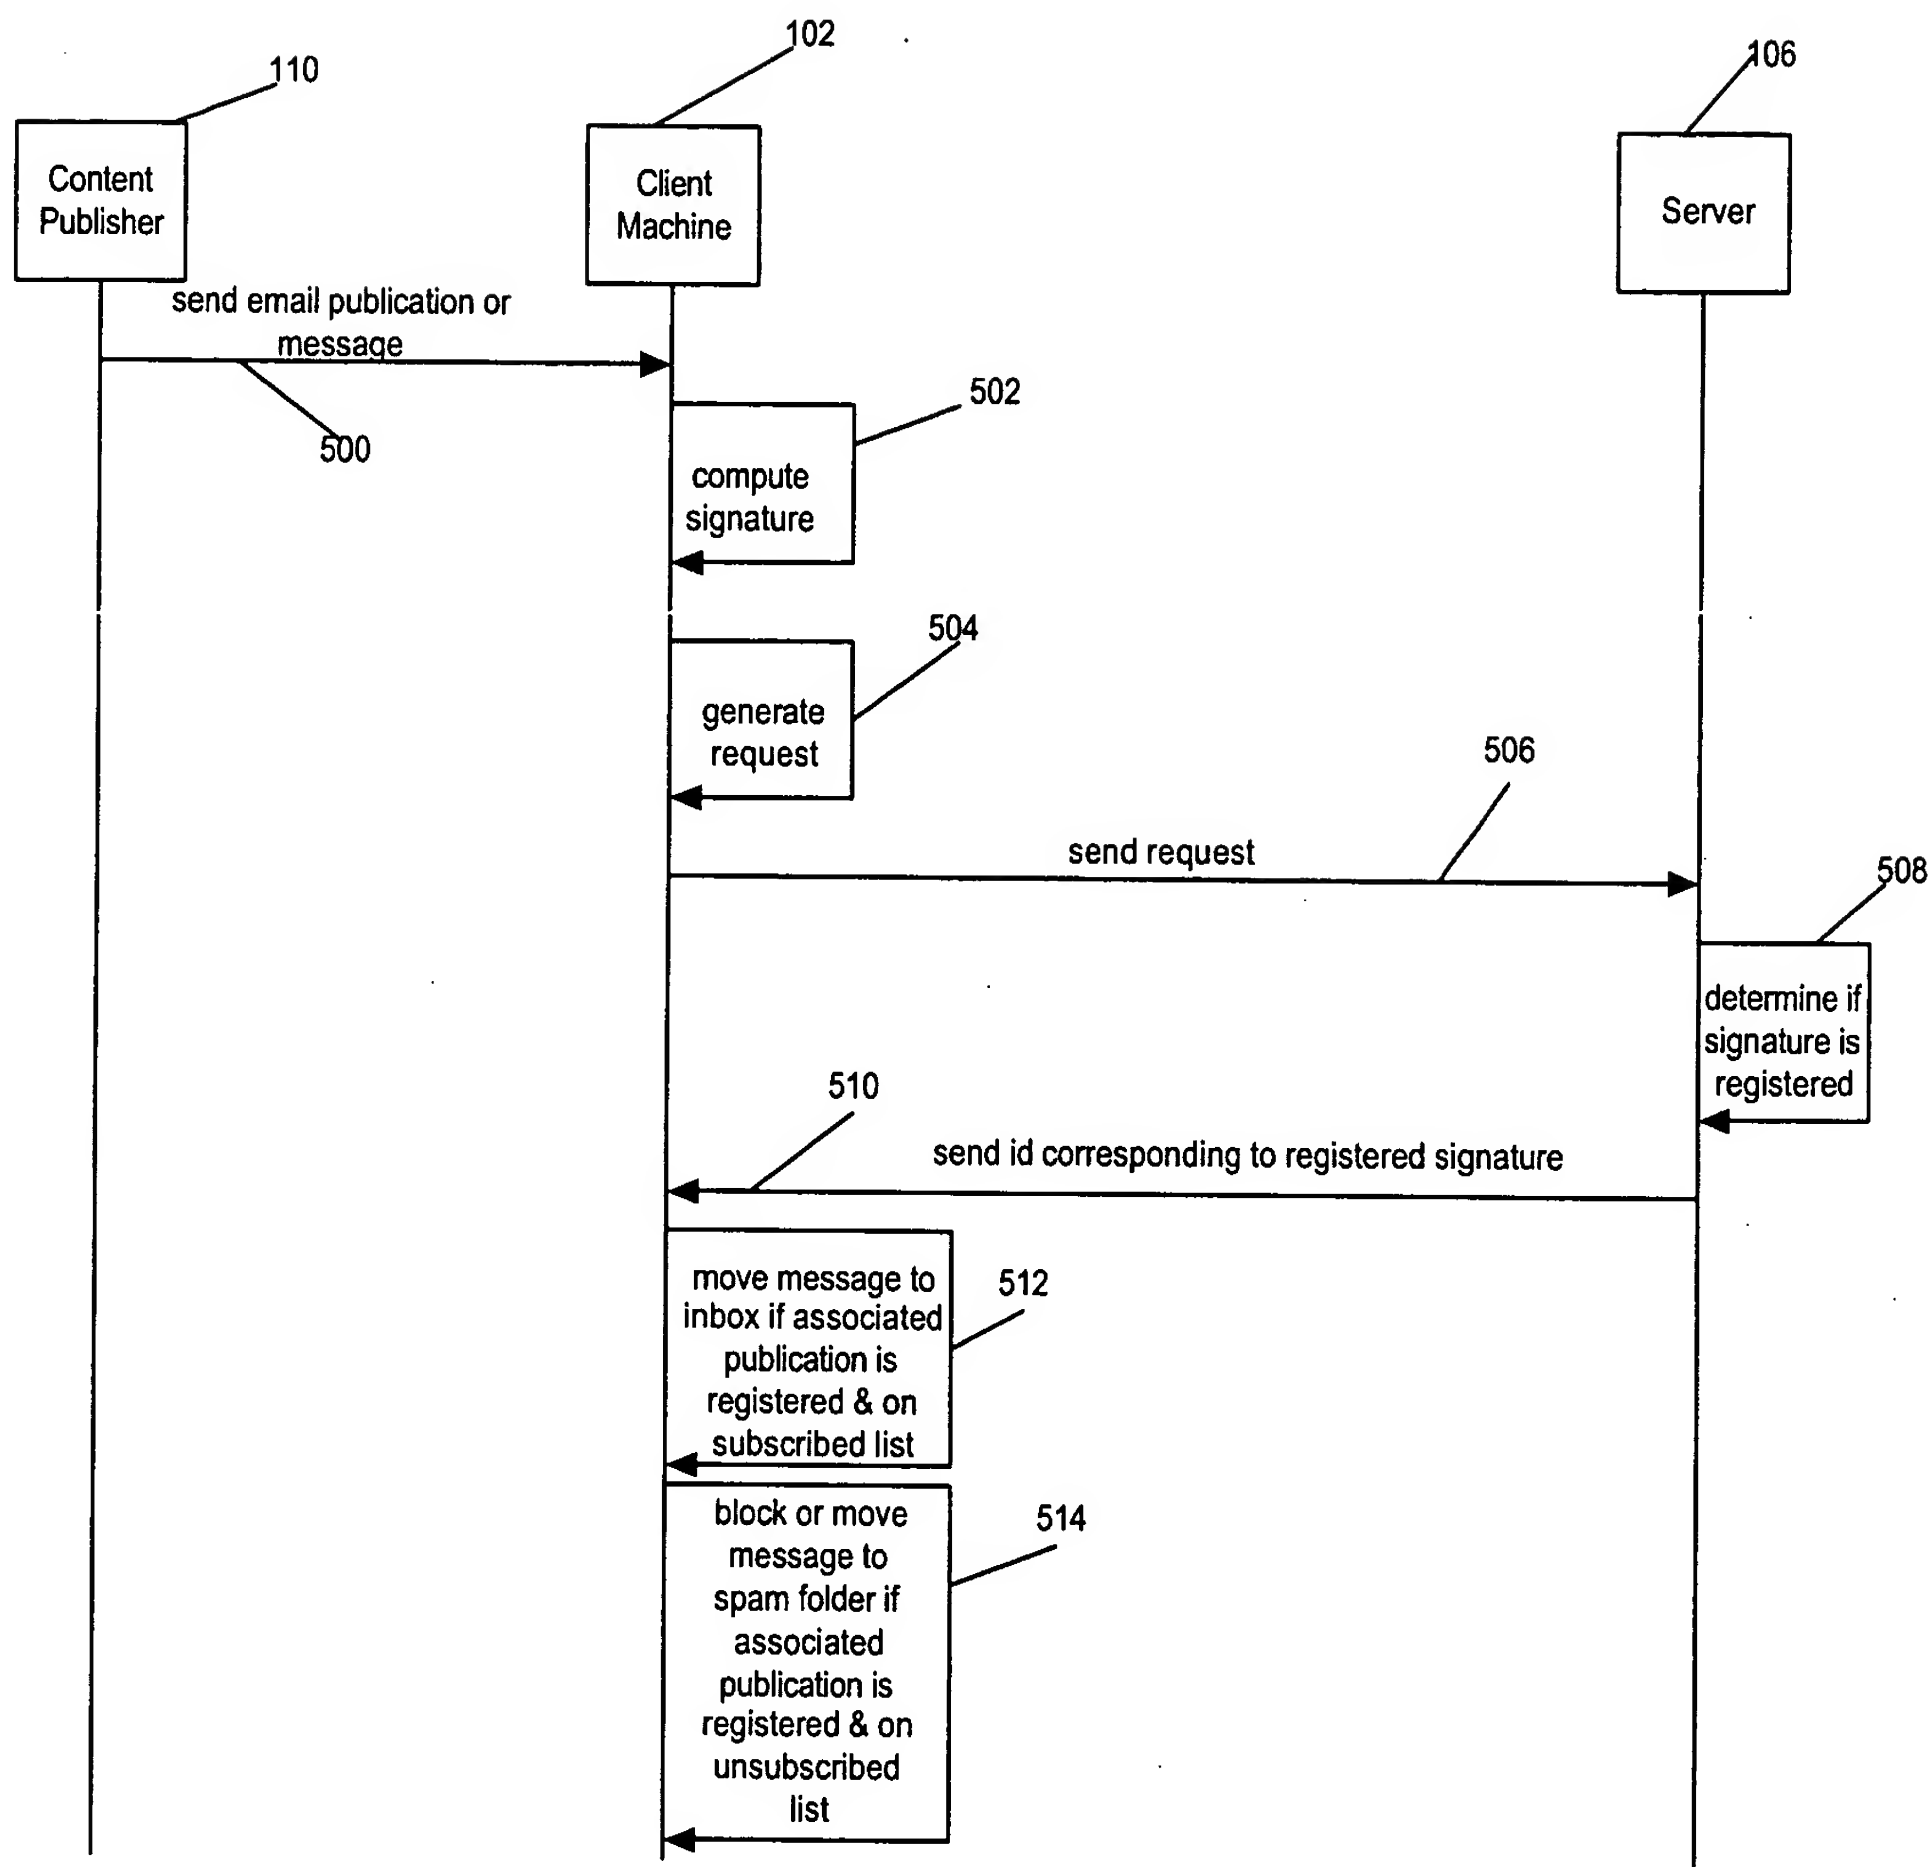 110
102
106
Content
Publisher
Client
Machine
Server
send email publication or
message
500
502
compute
signature
504
generate
request
506
send request
508
determine if
signature is
registered
510
send id corresponding to registered signature
512
move message to
inbox if associated
publication is
registered & on
subscribed list
514
block or move
message to
spam folder if
associated
publication is
registered & on
unsubscribed
list